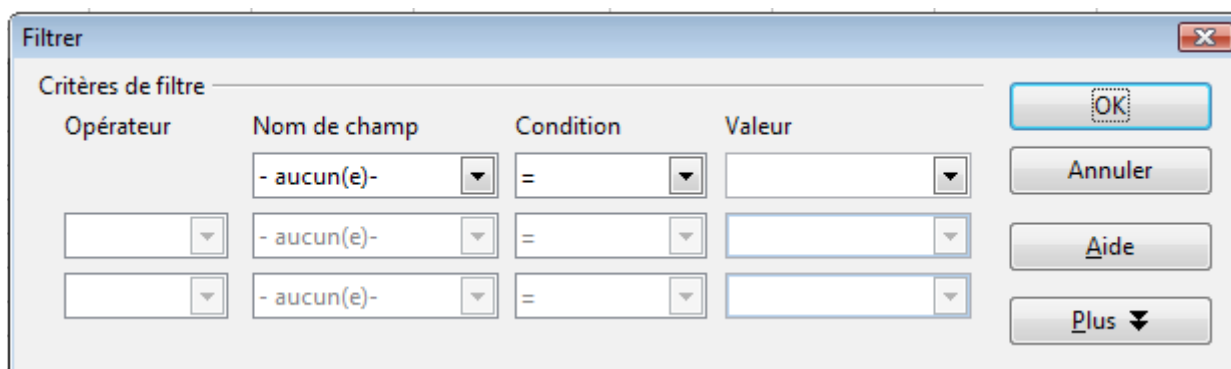 Filtrer
Critères de filtre
OK
Opérateur Nom de champ Condition Valeur
- aucun(e)- =
Annuler
- aucun(e)- =
Aide
- aucun(e)- =
Plus